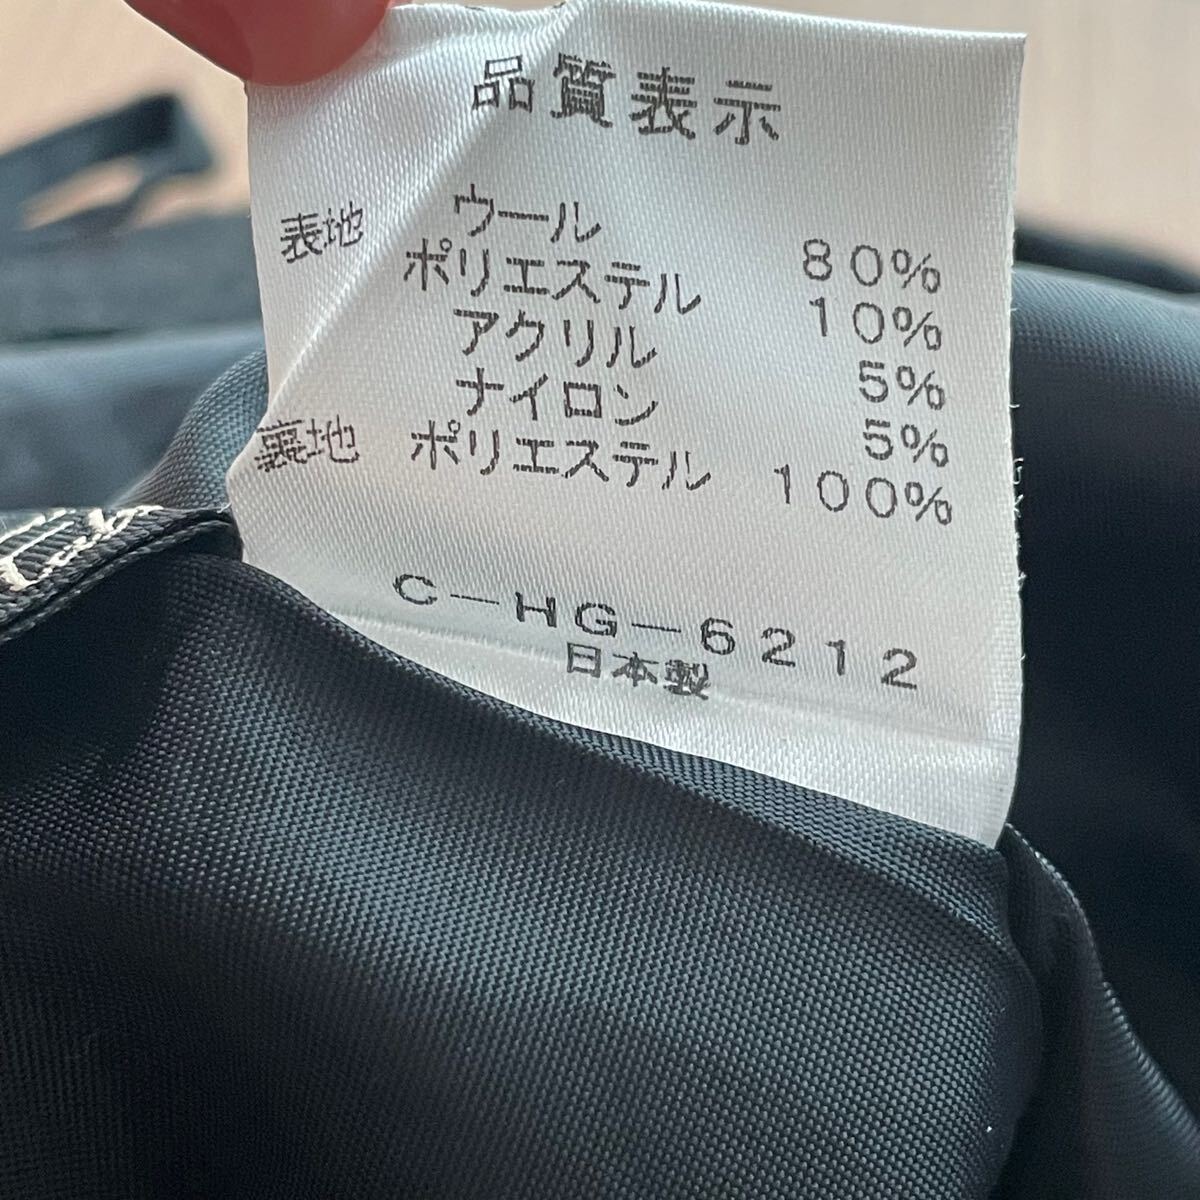 品質表示
表地 ウール 80%
ポリエステル 10%
アクリル 5%
ナイロン 5%
裏地 ポリエステル 100%
C-HG-6212
日本製